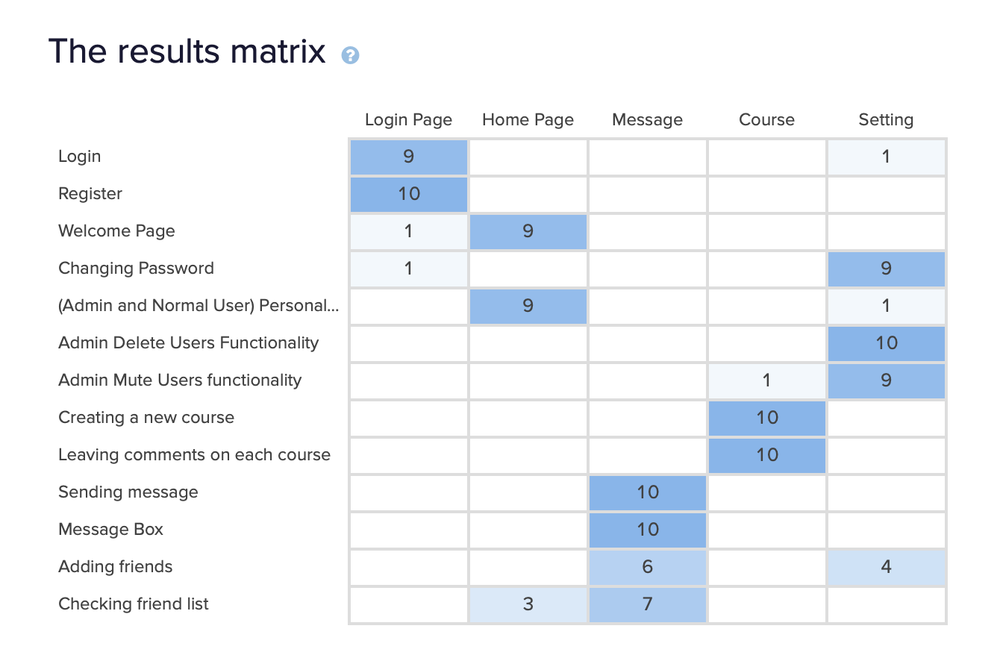 The results matrix ?
Login Page Home Page Message Course Setting
Login 9 1
Register 10
Welcome Page 1 9
Changing Password 1 9
(Admin and Normal User) Personal... 9 1
Admin Delete Users Functionality 10
Admin Mute Users functionality 1 9
Creating a new course 10
Leaving comments on each course 10
Sending message 10
Message Box 10
Adding friends 6 4
Checking friend list 3 7